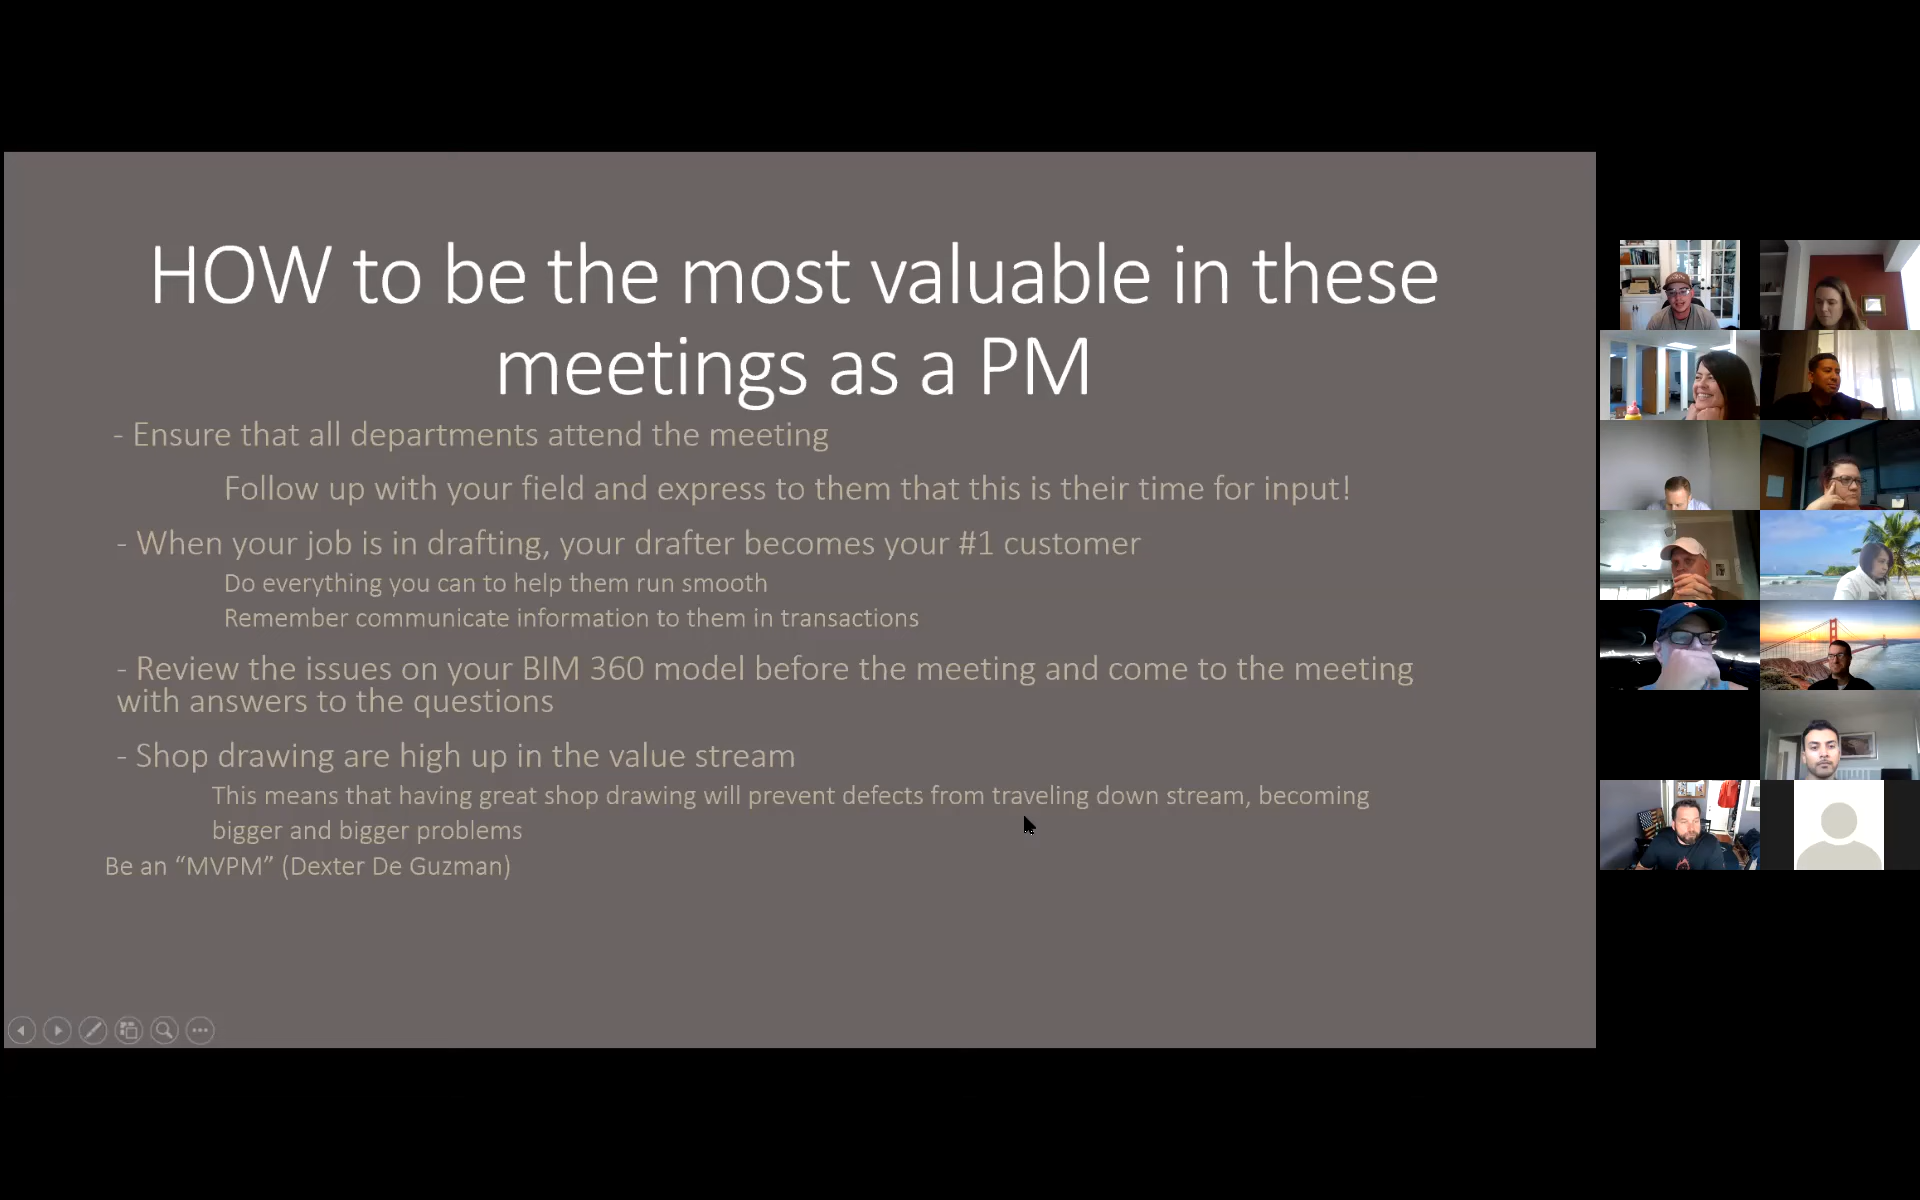 HOW to be the most valuable in these
meetings as a PM
- Ensure that all departments attend the meeting
Follow up with your field and express to them that this is their time for input!
- When your job is in drafting, your drafter becomes your #1 customer
Do everything you can to help them run smooth
Remember communicate information to them in transactions
- Review the issues on your BIM 360 model before the meeting and come to the meeting
with answers to the questions
- Shop drawing are high up in the value stream
This means that having great shop drawing will prevent defects from traveling down stream, becoming
bigger and bigger problems
Be an “MVPM” (Dexter De Guzman)